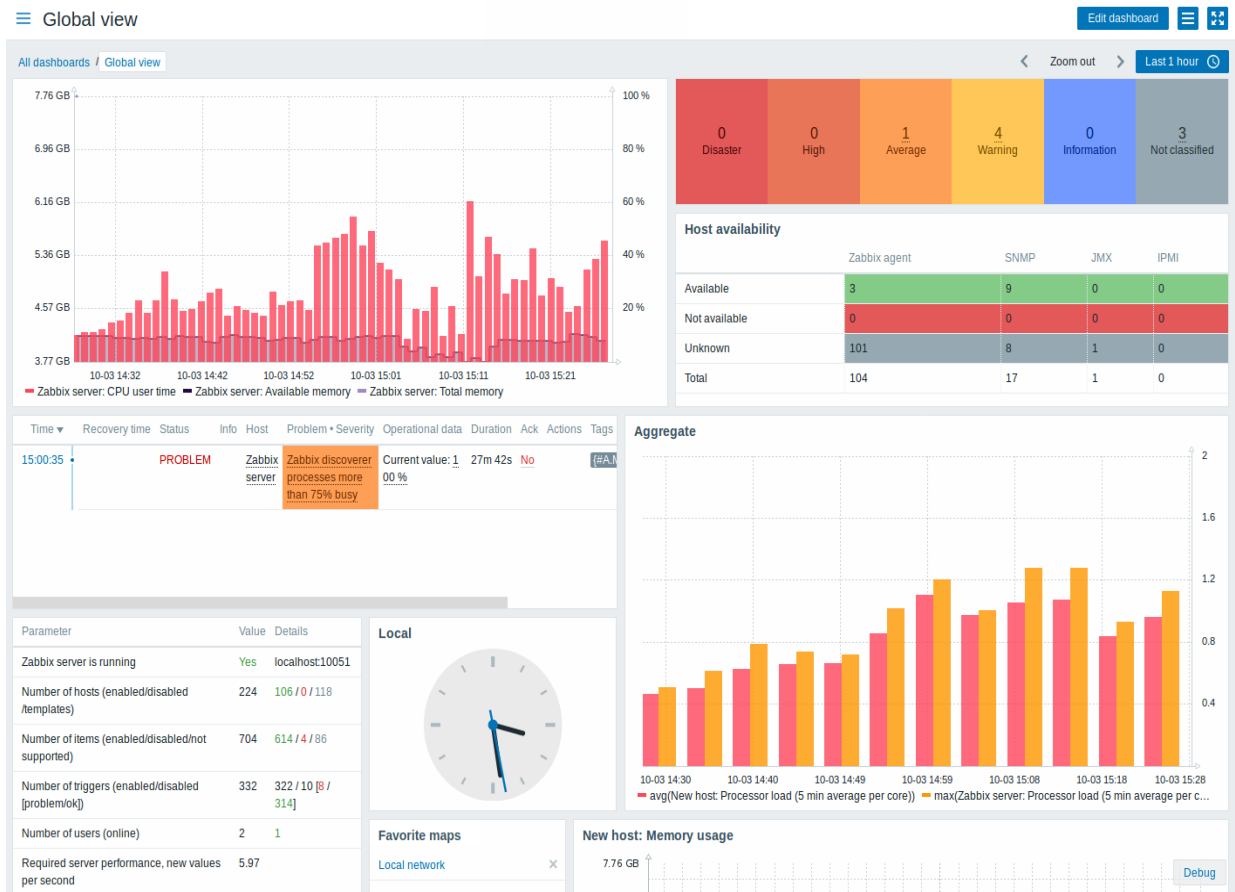 Global view
Edit dashboard
All dashboards / Global view
Zoom out
Last 1 hour
7.76 GB
6.96 GB
6.16 GB
5.36 GB
4.57 GB
3.77 GB
100 %
80 %
60 %
40 %
20 %
10-03 14:32 10-03 14:42 10-03 14:52 10-03 15:01 10-03 15:11 10-03 15:21
Zabbix server: CPU user time Zabbix server: Available memory Zabbix server: Total memory
0 0 1 4 0 3
Disaster High Average Warning Information Not classified
Host availability
Zabbix agent SNMP JMX IPMI
Available 3 9 0 0
Not available 0 0 0 0
Unknown 101 8 1 0
Total 104 17 1 0
Time Recovery time Status Info Host Problem • Severity Operational data Duration Ack Actions Tags
15:00:35 PROBLEM Zabbix Zabbix discoverer Current value: 1 27m 42s No {#A.M
server processes more 00 %
than 75% busy
Aggregate
2
1.6
1.2
0.8
0.4
10-03 14:30 10-03 14:40 10-03 14:49 10-03 14:59 10-03 15:08 10-03 15:18 10-03 15:28
avg(New host: Processor load (5 min average per core)) max(Zabbix server: Processor load (5 min average per c...
Parameter Value Details
Zabbix server is running Yes localhost:10051
Number of hosts (enabled/disabled 224 106 / 0 / 118
/templates)
Number of items (enabled/disabled/not 704 614 / 4 / 86
supported)
Number of triggers (enabled/disabled 332 322 / 10 [8 /
[problem/ok]) 314]
Number of users (online) 2 1
Required server performance, new values 5.97
per second
Local
Favorite maps
Local network
New host: Memory usage
7.76 GB
Debug